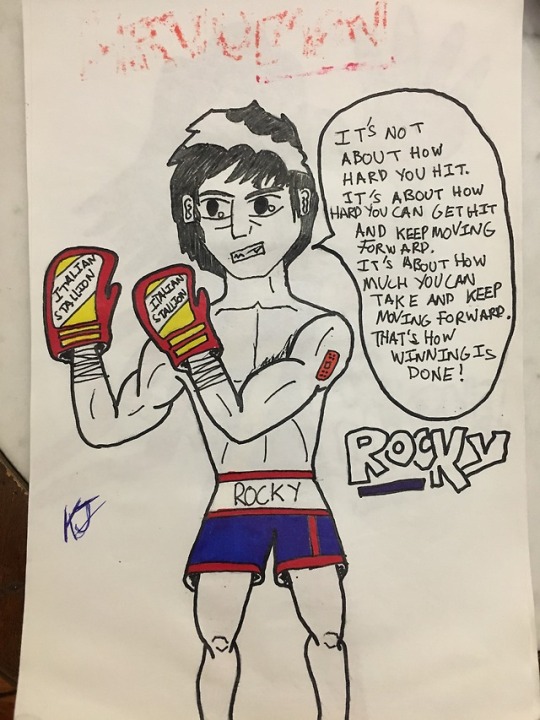 IT'S NOT
ABOUT HOW
HARD YOU HIT.
IT'S ABOUT HOW
HARD YOU CAN GET HIT
AND KEEP MOVING
FORWARD.
IT'S ABOUT HOW
MUCH YOU CAN
TAKE AND KEEP
MOVING FORWARD.
THAT'S HOW
WINNING IS
DONE!
ITALIAN
STALLION
ITALIAN
STALLION
ROCKY
ROCKY
KJ